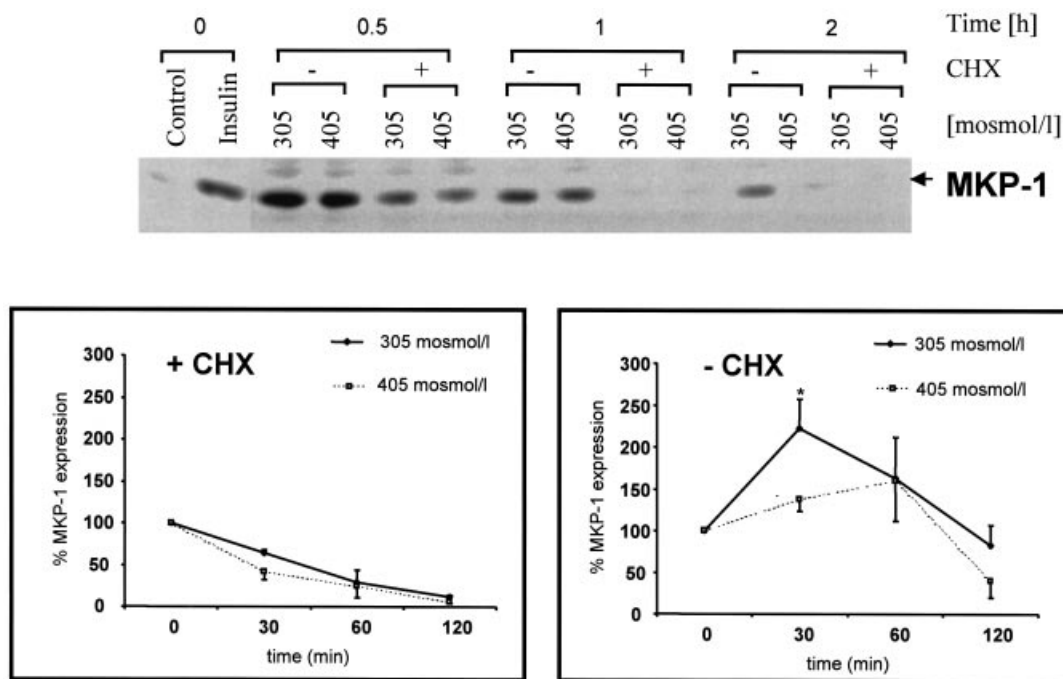 0 0.5 1 2 Time [h]
- + - + - + CHX
Control Insulin 305 405 305 405 305 405 305 405 305 405 305 405 [mosmol/l]
MKP-1
+ CHX
305 mosmol/l
405 mosmol/l
% MKP-1 expression
300
250
200
150
100
50
0
0 30 60 120
time (min)
- CHX
305 mosmol/l
405 mosmol/l
% MKP-1 expression
300
250
200
150
100
50
0
*
0 30 60 120
time (min)